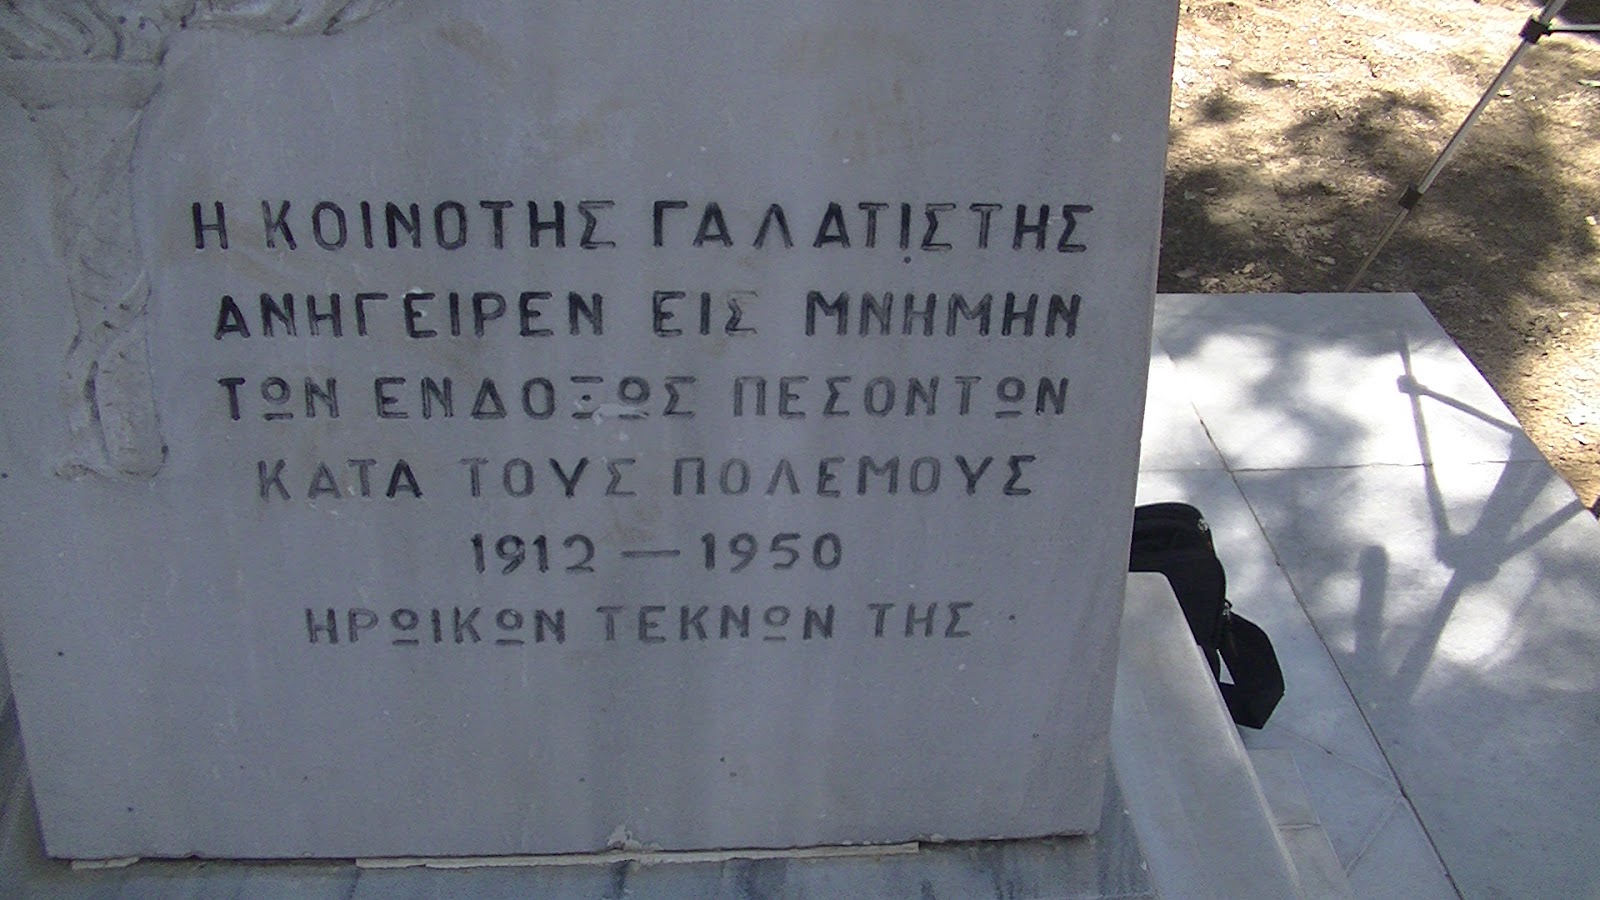 Η ΚΟΙΝΟΤΗΣ ΓΑΛΑΤΙΣΤΗΣ
ΑΝΗΓΕΙΡΕΝ ΕΙΣ ΜΝΗΜΗΝ
ΤΩΝ ΕΝΔΟΞΩΣ ΠΕΣΟΝΤΩΝ
ΚΑΤΑ ΤΟΥΣ ΠΟΛΕΜΟΥΣ
1912 — 1950
ΗΡΩΙΚΩΝ ΤΕΚΝΩΝ ΤΗΣ